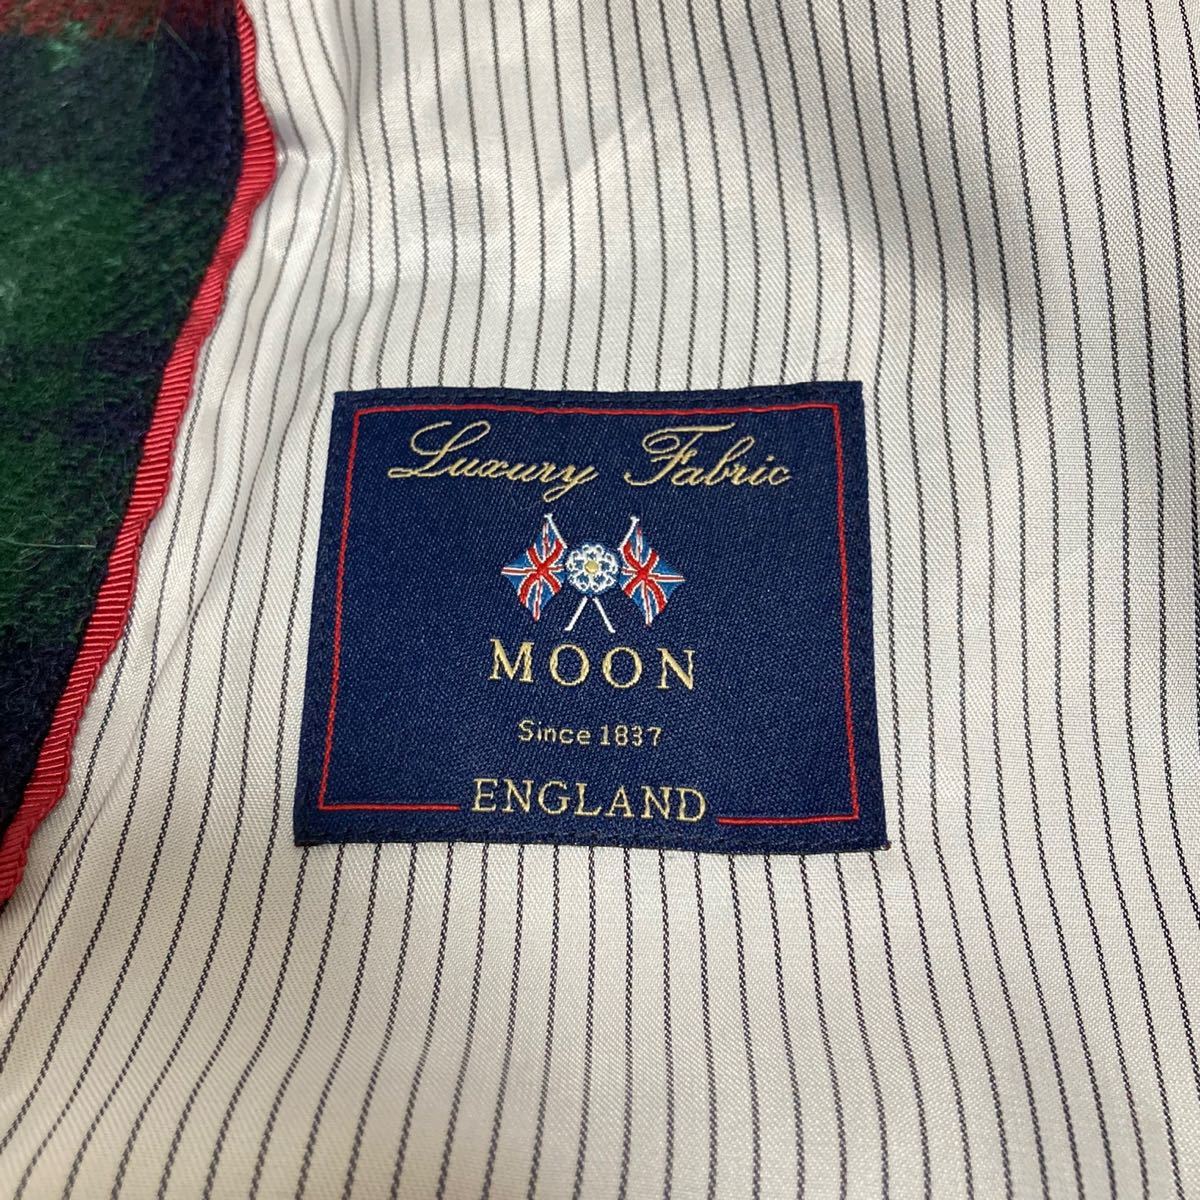 Luxury Fabric
MOON
Since 1837
ENGLAND